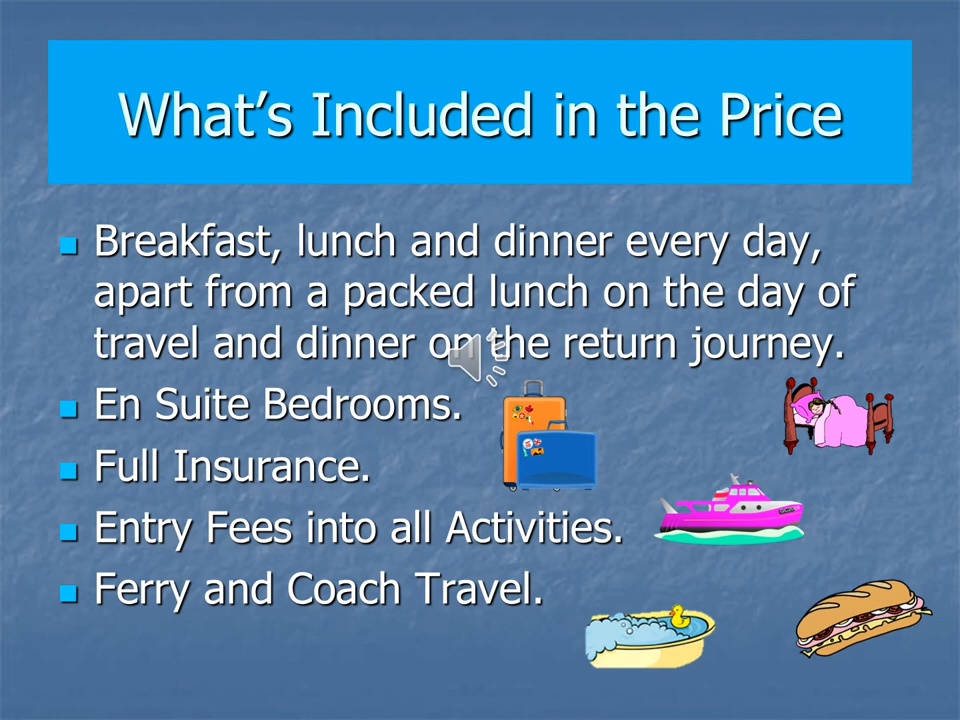 What’s Included in the Price
Breakfast, lunch and dinner every day,
apart from a packed lunch on the day of
travel and dinner on the return journey.
En Suite Bedrooms.
Full Insurance.
Entry Fees into all Activities.
Ferry and Coach Travel.